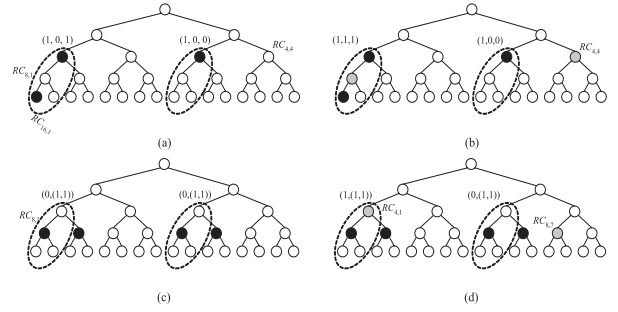 (1, 0, 1)
(1, 0, 0)
RC4,4
RC8,1
RC16,1
(a)
(1,1,1)
(1,0,0)
RC4,4
(b)
(0,(1,1))
(0,(1,1))
RC8,1
(c)
(1,(1,1))
(0,(1,1))
RC4,1
RC8,7
(d)